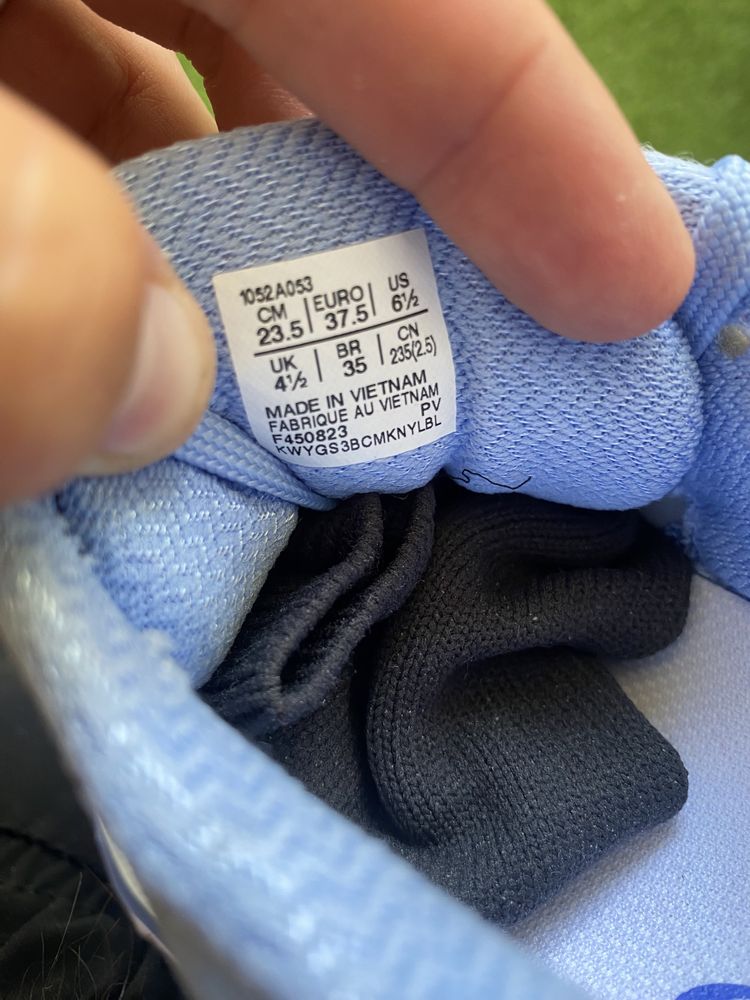 1052A053
CM EURO US
23.5 37.5 6½
UK BR CN
4½ 35 235(2.5)
MADE IN VIETNAM
FABRIQUE AU VIETNAM
F450823 PV
KWYGS3BCMKNYLBL